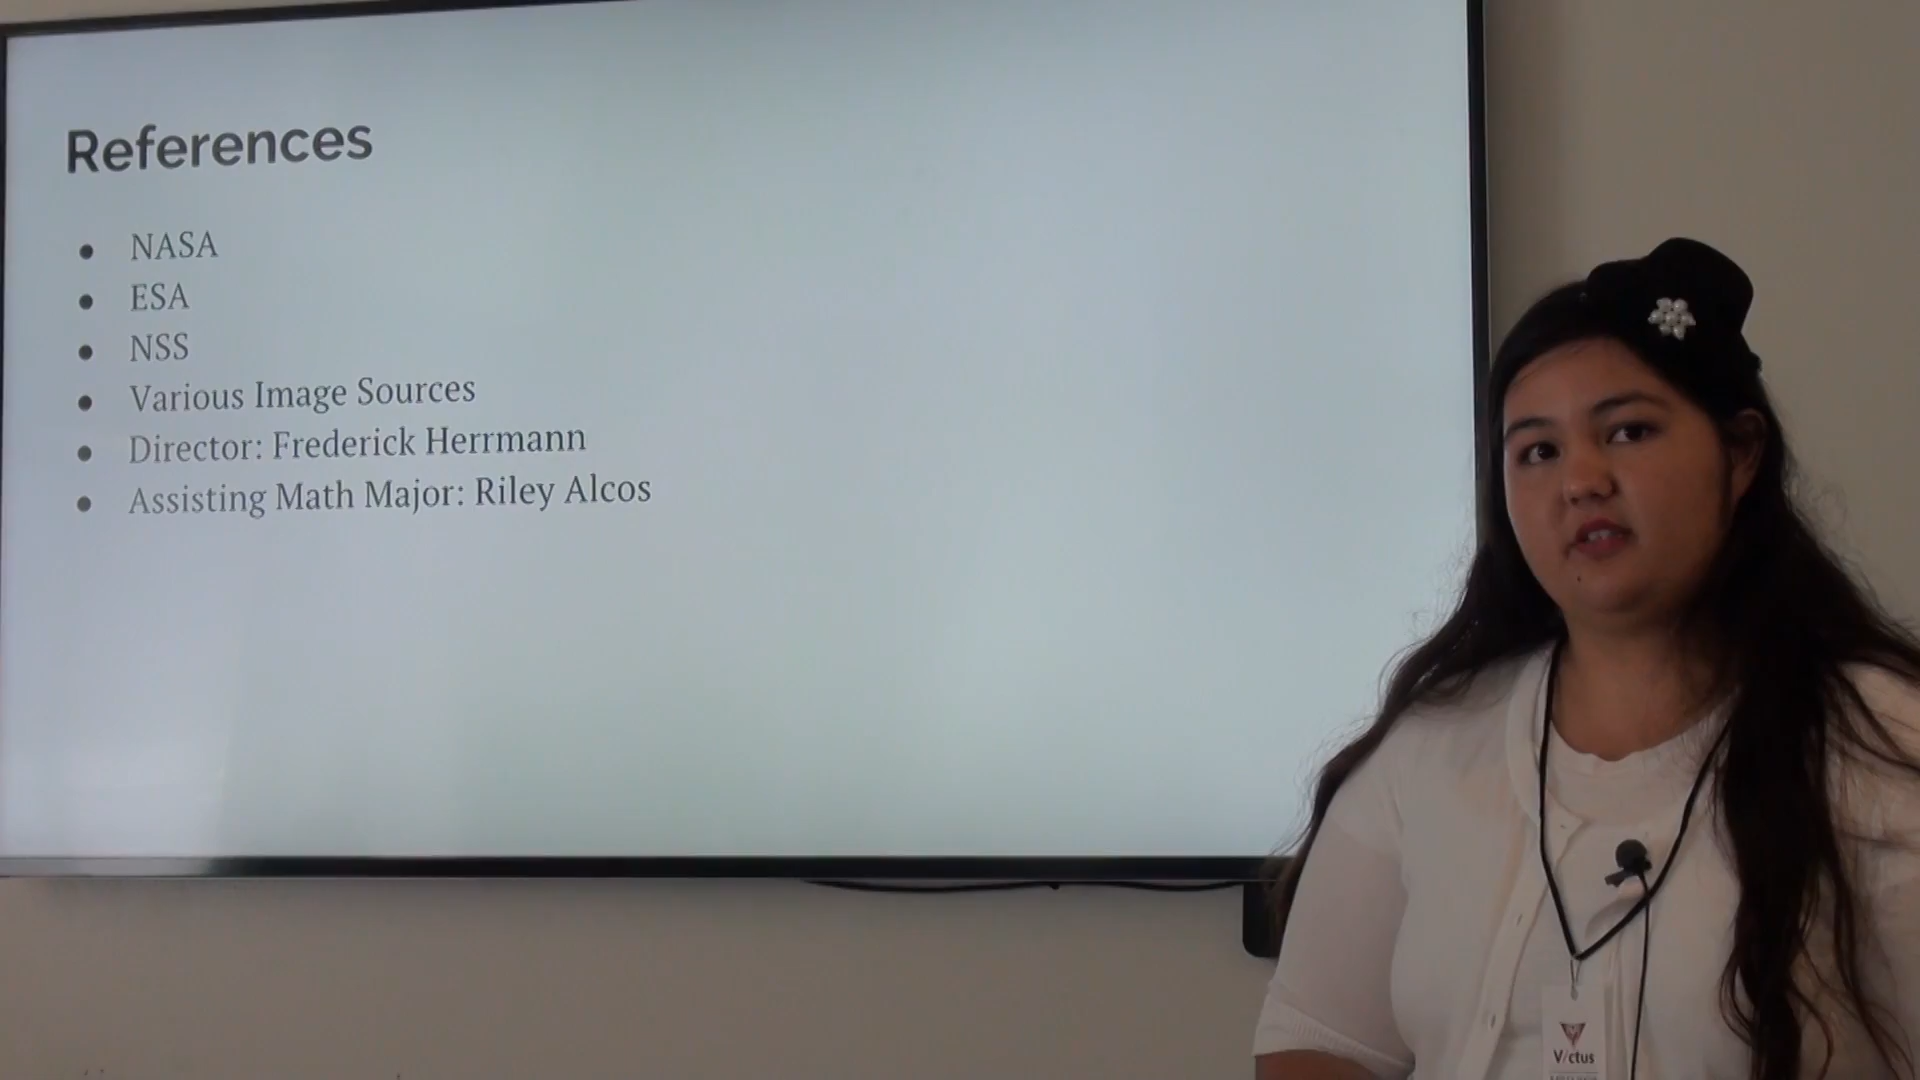 References
• NASA
• ESA
• NSS
• Various Image Sources
• Director: Frederick Herrmann
• Assisting Math Major: Riley Alcos
Victus